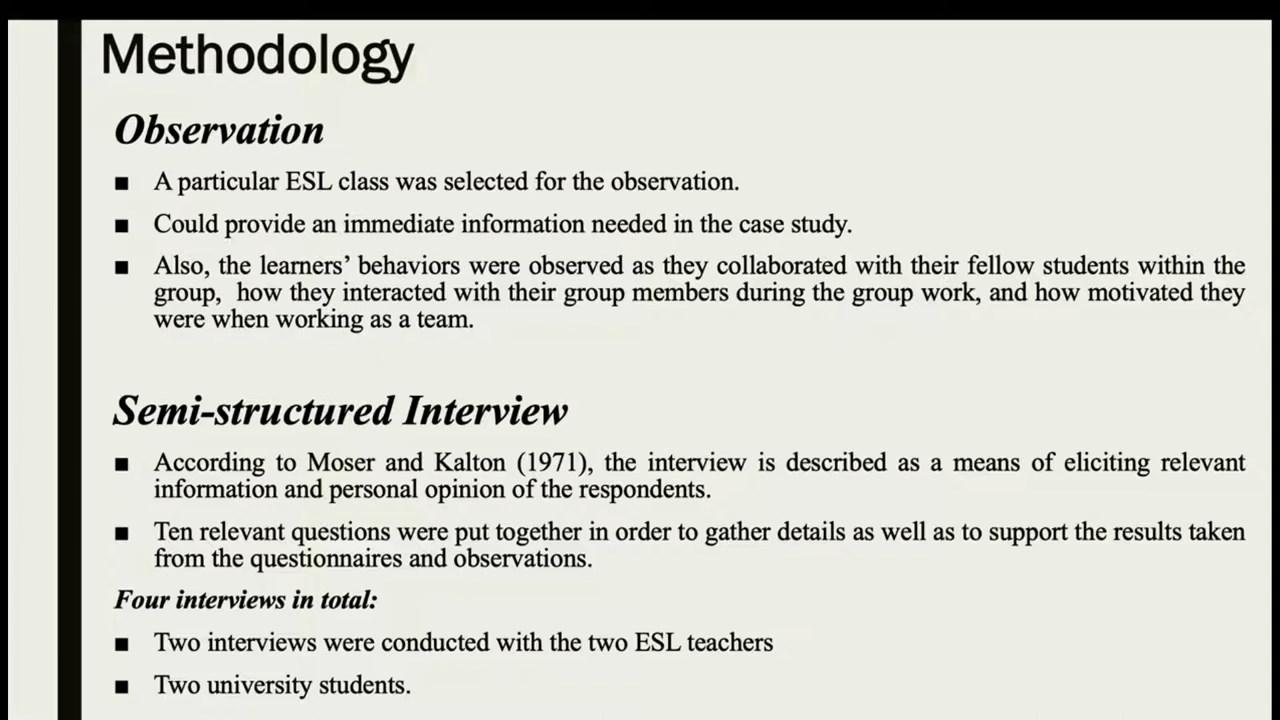 Methodology
Observation
■ A particular ESL class was selected for the observation.
■ Could provide an immediate information needed in the case study.
■ Also, the learners’ behaviors were observed as they collaborated with their fellow students within the
group,  how they interacted with their group members during the group work, and how motivated they
were when working as a team.
Semi-structured Interview
■ According to Moser and Kalton (1971), the interview is described as a means of eliciting relevant
information and personal opinion of the respondents.
■ Ten relevant questions were put together in order to gather details as well as to support the results taken
from the questionnaires and observations.
Four interviews in total:
■ Two interviews were conducted with the two ESL teachers
■ Two university students.